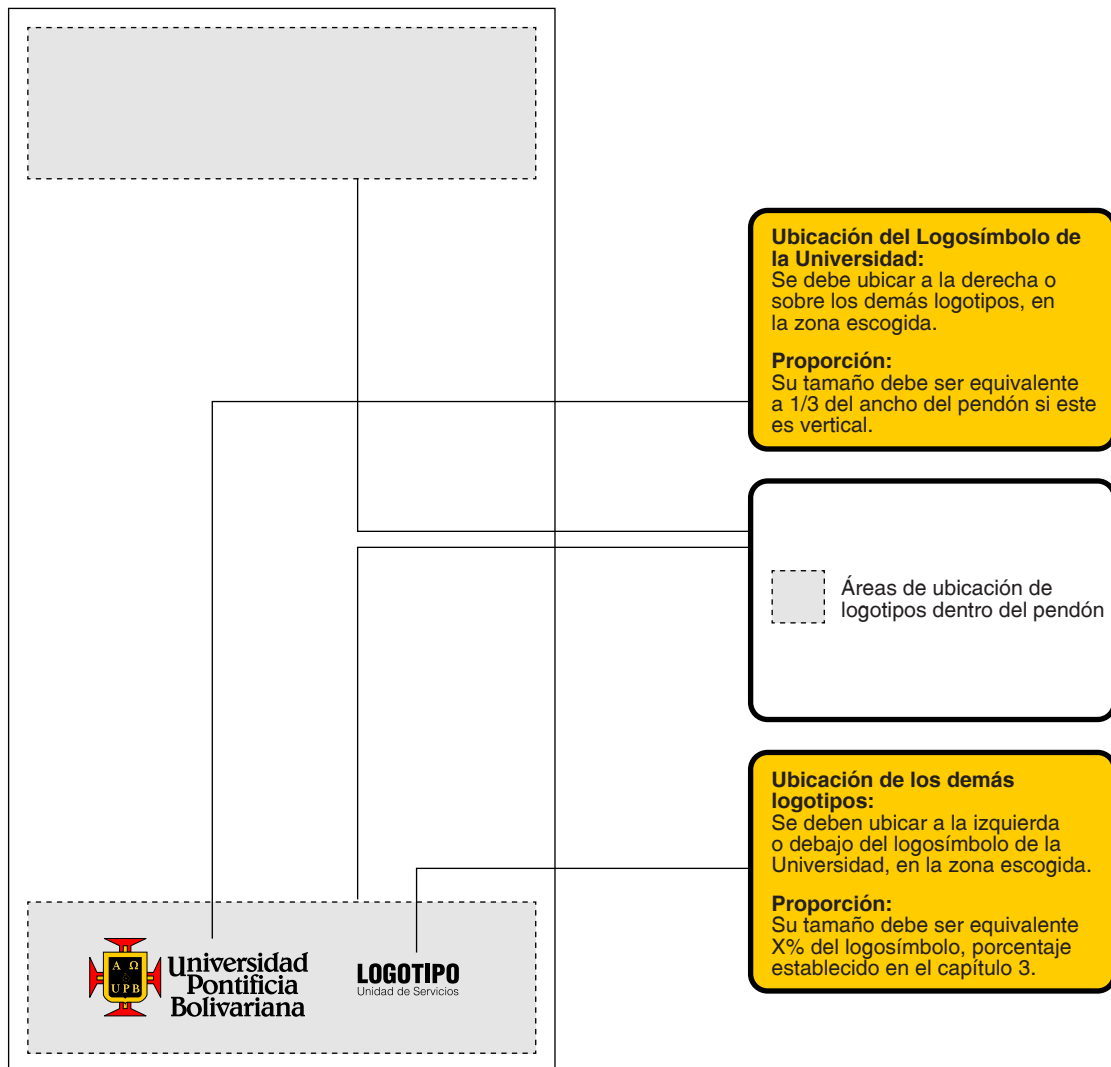 Ubicación del Logosímbolo de
la Universidad:
Se debe ubicar a la derecha o
sobre los demás logotipos, en
la zona escogida.
Proporción:
Su tamaño debe ser equivalente
a 1/3 del ancho del pendón si este
es vertical.
Áreas de ubicación de
logotipos dentro del pendón
Ubicación de los demás
logotipos:
Se deben ubicar a la izquierda
o debajo del logosímbolo de la
Universidad, en la zona escogida.
Proporción:
Su tamaño debe ser equivalente
X% del logosímbolo, porcentaje
establecido en el capítulo 3.
Α Ω
UPB
Universidad
Pontificia
Bolivariana
LOGOTIPO
Unidad de Servicios